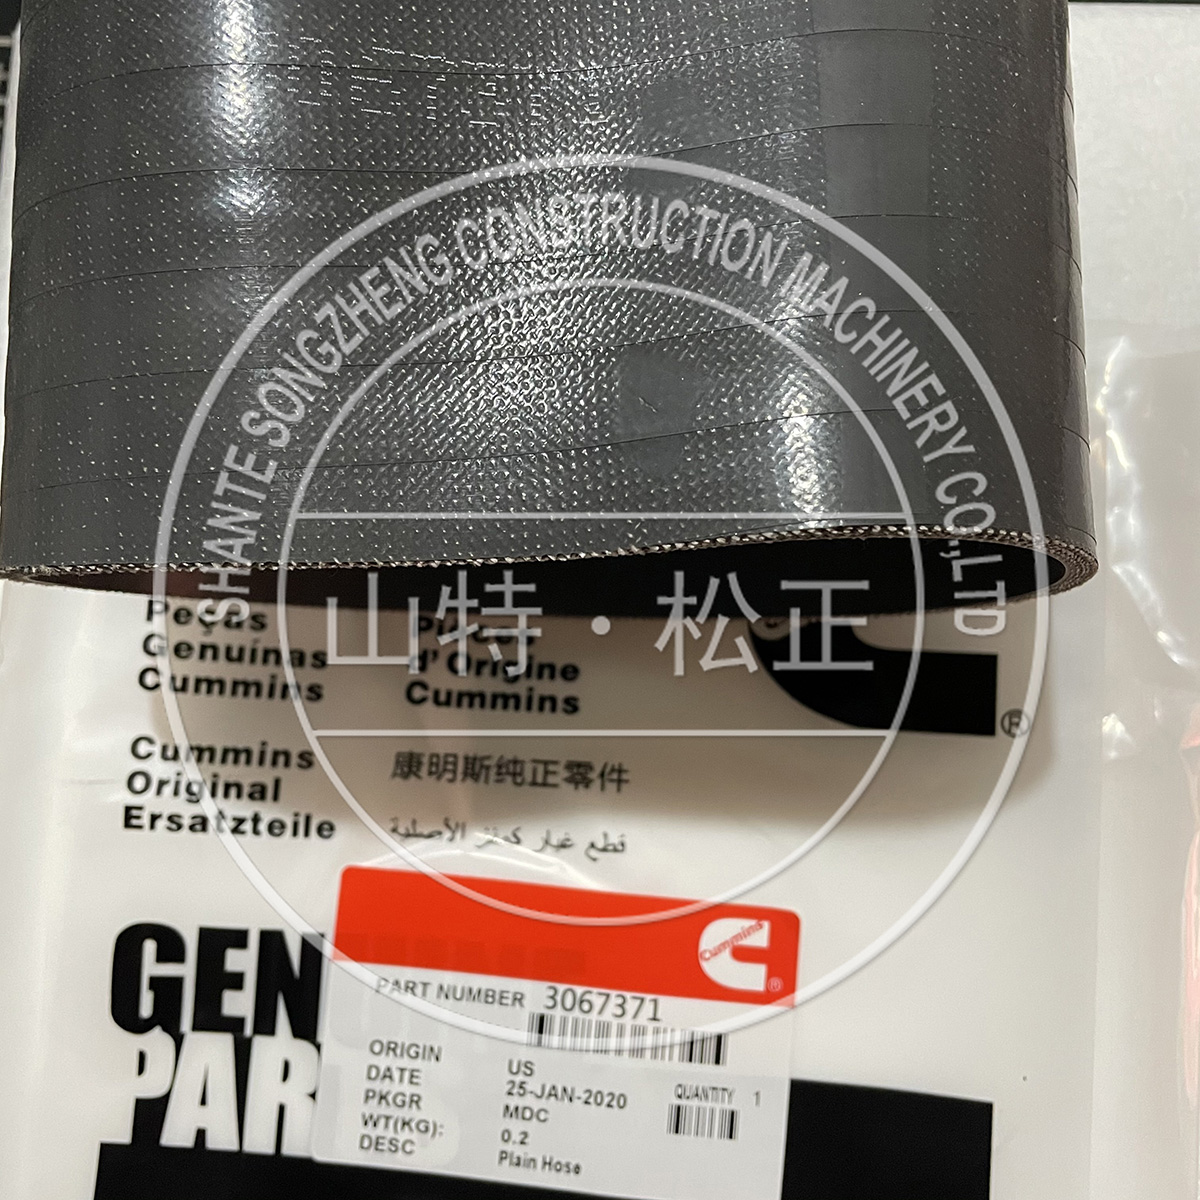 SHANTE SONGZHENG CONSTRUCTION MACHINERY CO.,LTD
山特·松正
Peças
Genuínas
Cummins
Pièces
d'Origine
Cummins
®
Cummins
Original
Ersatzteile
康明斯纯正零件
قطع غيار كمنز الأصلية
GEN
PAR
Cummins ®
PART NUMBER 3067371
ORIGIN US
DATE 25-JAN-2020
PKGR MDC
WT(KG): 0.2
DESC Plain Hose
QUANTITY 1